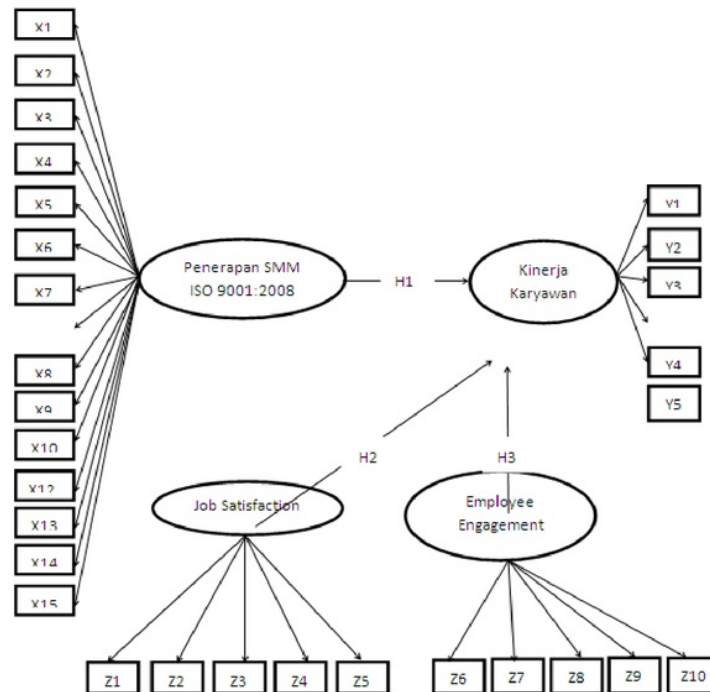 X1
X2
X3
X4
X5
X6
X7
X8
X9
X10
X12
X13
X14
X15
Penerapan SMM
ISO 9001:2008
H1
Kinerja
Karyawan
Y1
Y2
Y3
Y4
Y5
H2
H3
Job Satisfaction
Employee
Engagement
Z1
Z2
Z3
Z4
Z5
Z6
Z7
Z8
Z9
Z10